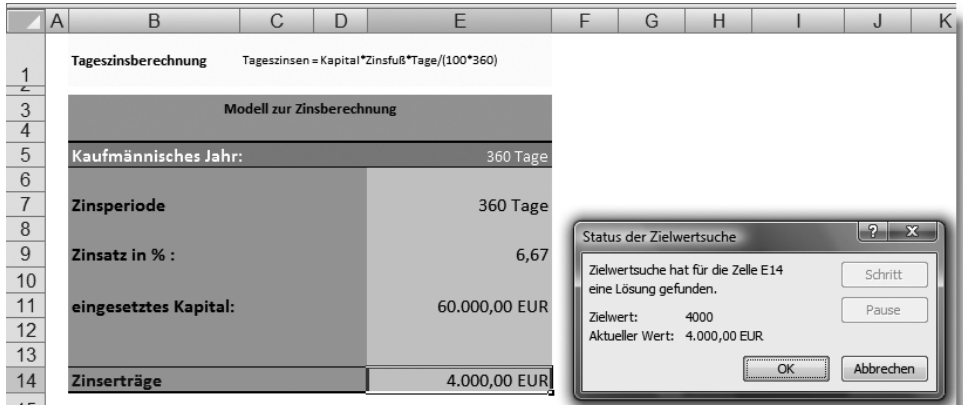 A B C D E F G H I J K
1 Tageszinsberechnung Tageszinsen = Kapital*Zinsfuß*Tage/(100*360)
2
3 Modell zur Zinsberechnung
4
5 Kaufmännisches Jahr: 360 Tage
6
7 Zinsperiode 360 Tage
8
9 Zinsatz in % : 6,67
10
11 eingesetztes Kapital: 60.000,00 EUR
12
13
14 Zinserträge 4.000,00 EUR
15
Status der Zielwertsuche ? x
Zielwertsuche hat für die Zelle E14
eine Lösung gefunden.
Zielwert: 4000
Aktueller Wert: 4.000,00 EUR
Schritt
Pause
OK Abbrechen